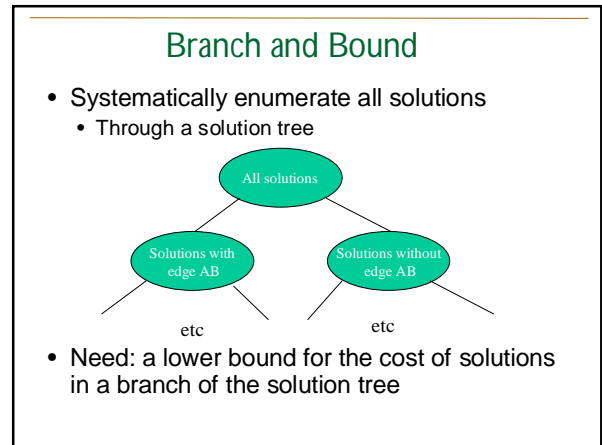 Branch and Bound
• Systematically enumerate all solutions
• Through a solution tree
All solutions
Solutions with
edge AB
Solutions without
edge AB
etc
etc
• Need: a lower bound for the cost of solutions
in a branch of the solution tree